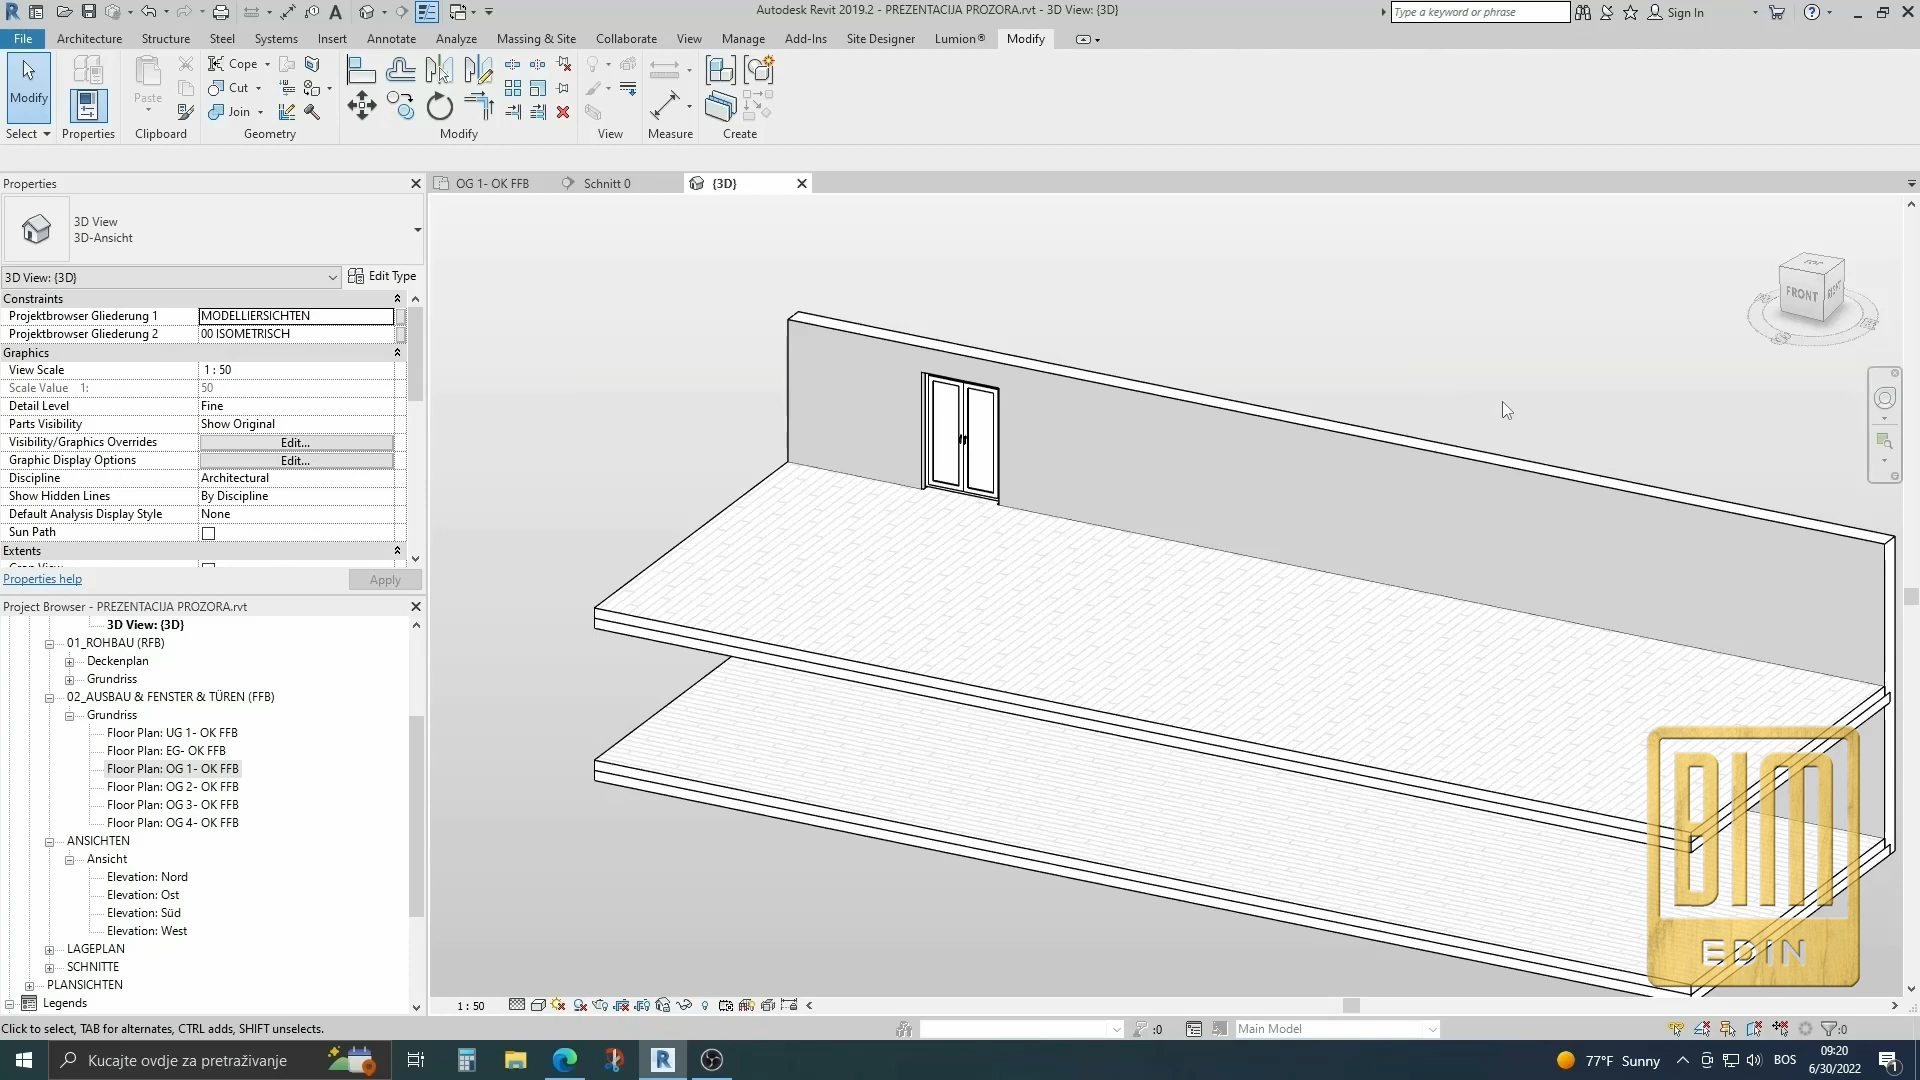 Autodesk Revit 2019.2 - PREZENTACIJA PROZORA.rvt - 3D View: {3D}
Type a keyword or phrase
Sign In
File
Architecture
Structure
Steel
Systems
Insert
Annotate
Analyze
Massing & Site
Collaborate
View
Manage
Add-Ins
Site Designer
Lumion®
Modify
Modify
Paste
Cope
Cut
Join
Select
Properties
Clipboard
Geometry
Modify
View
Measure
Create
Properties
OG 1- OK FFB
Schnitt 0
{3D}
3D View
3D-Ansicht
3D View: {3D}
Edit Type
Constraints
Projektbrowser Gliederung 1 MODELLIERSICHTEN
Projektbrowser Gliederung 2 00 ISOMETRISCH
Graphics
View Scale 1 : 50
Scale Value 1: 50
Detail Level Fine
Parts Visibility Show Original
Visibility/Graphics Overrides Edit...
Graphic Display Options Edit...
Discipline Architectural
Show Hidden Lines By Discipline
Default Analysis Display Style None
Sun Path
Extents
Properties help
Apply
Project Browser - PREZENTACIJA PROZORA.rvt
3D View: {3D}
01_ROHBAU (RFB)
Deckenplan
Grundriss
02_AUSBAU & FENSTER & TÜREN (FFB)
Grundriss
Floor Plan: UG 1- OK FFB
Floor Plan: EG- OK FFB
Floor Plan: OG 1- OK FFB
Floor Plan: OG 2- OK FFB
Floor Plan: OG 3- OK FFB
Floor Plan: OG 4- OK FFB
ANSICHTEN
Ansicht
Elevation: Nord
Elevation: Ost
Elevation: Süd
Elevation: West
LAGEPLAN
SCHNITTE
PLANSICHTEN
Legends
TOP
FRONT
RIGHT
BIM
EDIN
1 : 50
Click to select, TAB for alternates, CTRL adds, SHIFT unselects.
:0
Main Model
:0
Kucajte ovdje za pretraživanje
77°F Sunny
BOS
09:20
6/30/2022
1